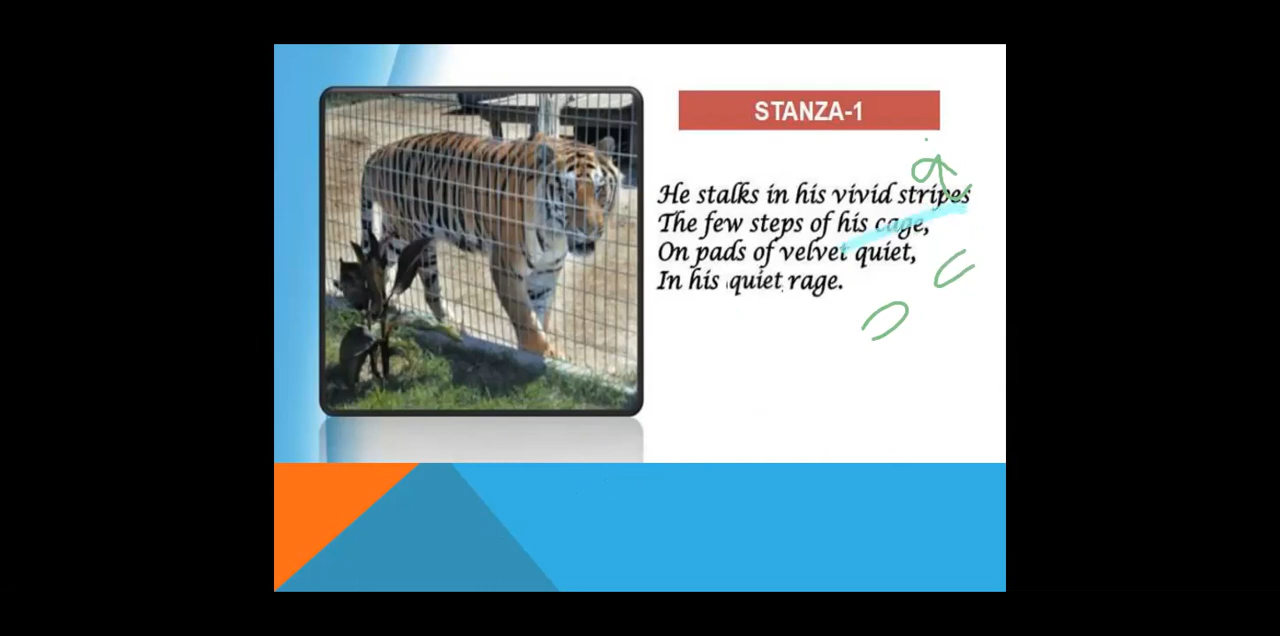 STANZA-1
He stalks in his vivid stripes
The few steps of his cage,
On pads of velvet quiet,
In his quiet rage.